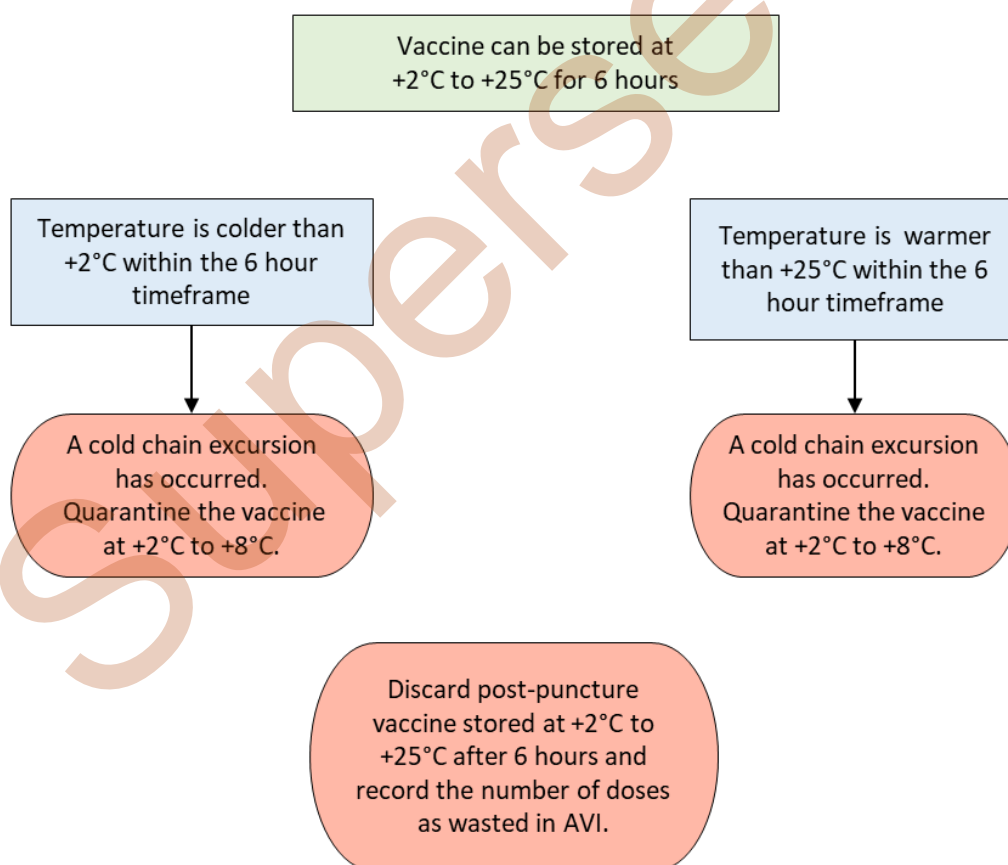 Vaccine can be stored at
+2°C to +25°C for 6 hours
Temperature is colder than
+2°C within the 6 hour
timeframe
Temperature is warmer
than +25°C within the 6
hour timeframe
A cold chain excursion
has occurred.
Quarantine the vaccine
at +2°C to +8°C.
A cold chain excursion
has occurred.
Quarantine the vaccine
at +2°C to +8°C.
Discard post-puncture
vaccine stored at +2°C to
+25°C after 6 hours and
record the number of doses
as wasted in AVI.
Superse